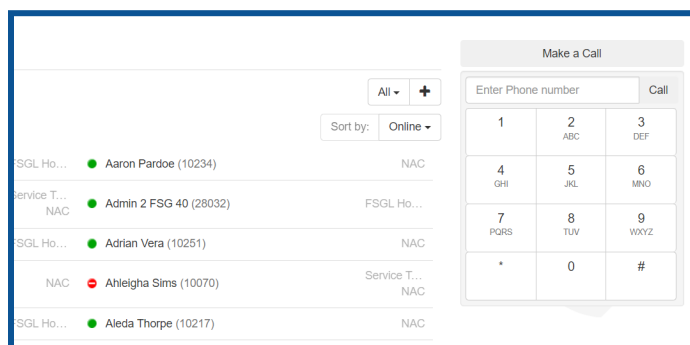 Make a Call
All
Enter Phone number Call
Sort by: Online
1 2 3
ABC DEF
FSGL Ho… Aaron Pardoe (10234) NAC
4 5 6
GHI JKL MNO
Service T…
NAC
Admin 2 FSG 40 (28032) FSGL Ho…
7 8 9
PQRS TUV WXYZ
FSGL Ho… Adrian Vera (10251) NAC
* 0 #
NAC Ahleigha Sims (10070) Service T…
NAC
FSGL Ho… Aleda Thorpe (10217) NAC